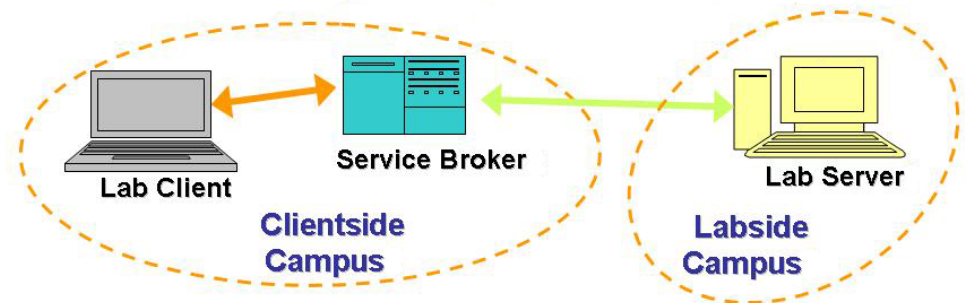 Service Broker
Lab Client
Lab Server
Clientside
Campus
Labside
Campus